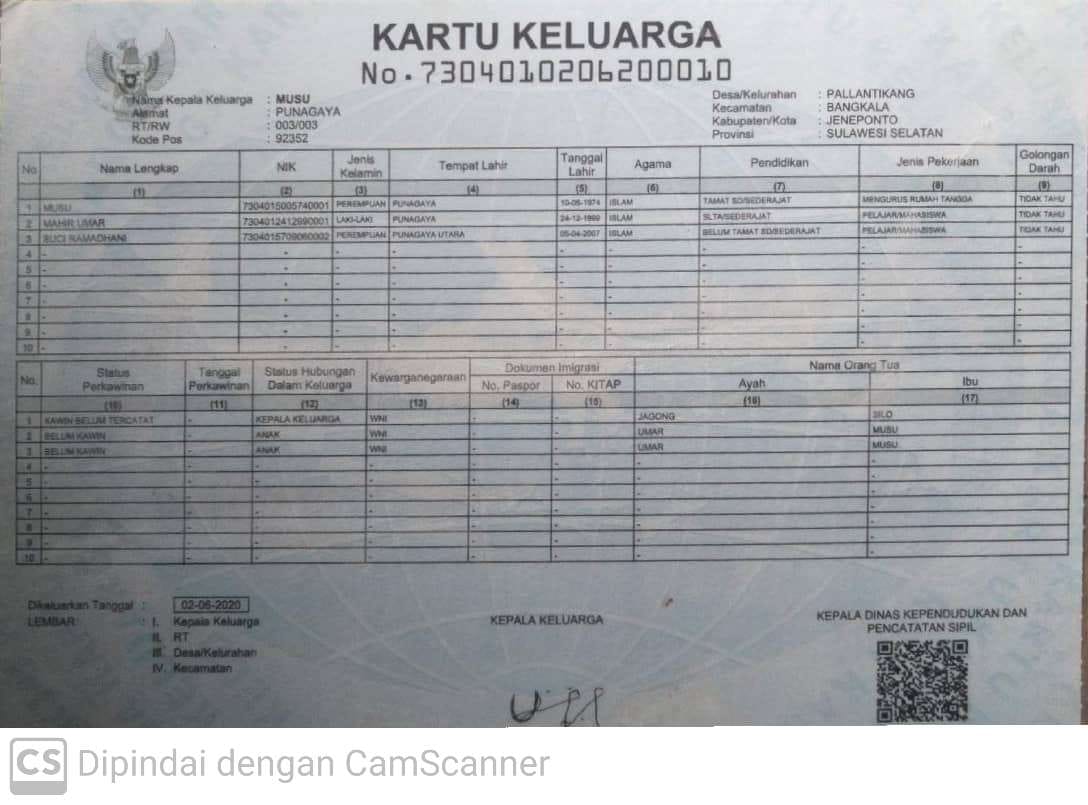 KARTU KELUARGA
No. 7304010206200010
Nama Kepala Keluarga : MUSU
Alamat : PUNAGAYA
RT/RW : 003/003
Kode Pos : 92352
Desa/Kelurahan : PALLANTIKANG
Kecamatan : BANGKALA
Kabupaten/Kota : JENEPONTO
Provinsi : SULAWESI SELATAN
No Nama Lengkap NIK Jenis Kelamin Tempat Lahir Tanggal Lahir Agama Pendidikan Jenis Pekerjaan Golongan Darah
(1) (2) (3) (4) (5) (6) (7) (8) (9)
1 MUSU 7304015005740001 PEREMPUAN PUNAGAYA 10-05-1974 ISLAM TAMAT SD/SEDERAJAT MENGURUS RUMAH TANGGA TIDAK TAHU
2 MAHIR UMAR 7304012412990001 LAKI-LAKI PUNAGAYA 24-12-1999 ISLAM SLTA/SEDERAJAT PELAJAR/MAHASISWA TIDAK TAHU
3 SUCI RAMADHANI 7304015709060002 PEREMPUAN PUNAGAYA UTARA 05-04-2007 ISLAM BELUM TAMAT SD/SEDERAJAT PELAJAR/MAHASISWA TIDAK TAHU
4 - - - - - - - - -
5 - - - - - - - - -
6 - - - - - - - - -
7 - - - - - - - - -
8 - - - - - - - - -
9 - - - - - - - - -
10 - - - - - - - - -
No. Status Perkawinan Tanggal Perkawinan Status Hubungan Dalam Keluarga Kewarganegaraan Dokumen Imigrasi Nama Orang Tua
No. Paspor No. KITAP Ayah Ibu
(10) (11) (12) (13) (14) (15) (16) (17)
1 KAWIN BELUM TERCATAT - KEPALA KELUARGA WNI - - JAGONG SILO
2 BELUM KAWIN - ANAK WNI - - UMAR MUSU
3 BELUM KAWIN - ANAK WNI - - UMAR MUSU
4 - - - - - - - -
5 - - - - - - - -
6 - - - - - - - -
7 - - - - - - - -
8 - - - - - - - -
9 - - - - - - - -
10 - - - - - - - -
Dikeluarkan Tanggal : 02-06-2020
LEMBAR : I. Kepala Keluarga
II. RT
III. Desa/Kelurahan
IV. Kecamatan
KEPALA KELUARGA
KEPALA DINAS KEPENDUDUKAN DAN
PENCATATAN SIPIL
CS Dipindai dengan CamScanner